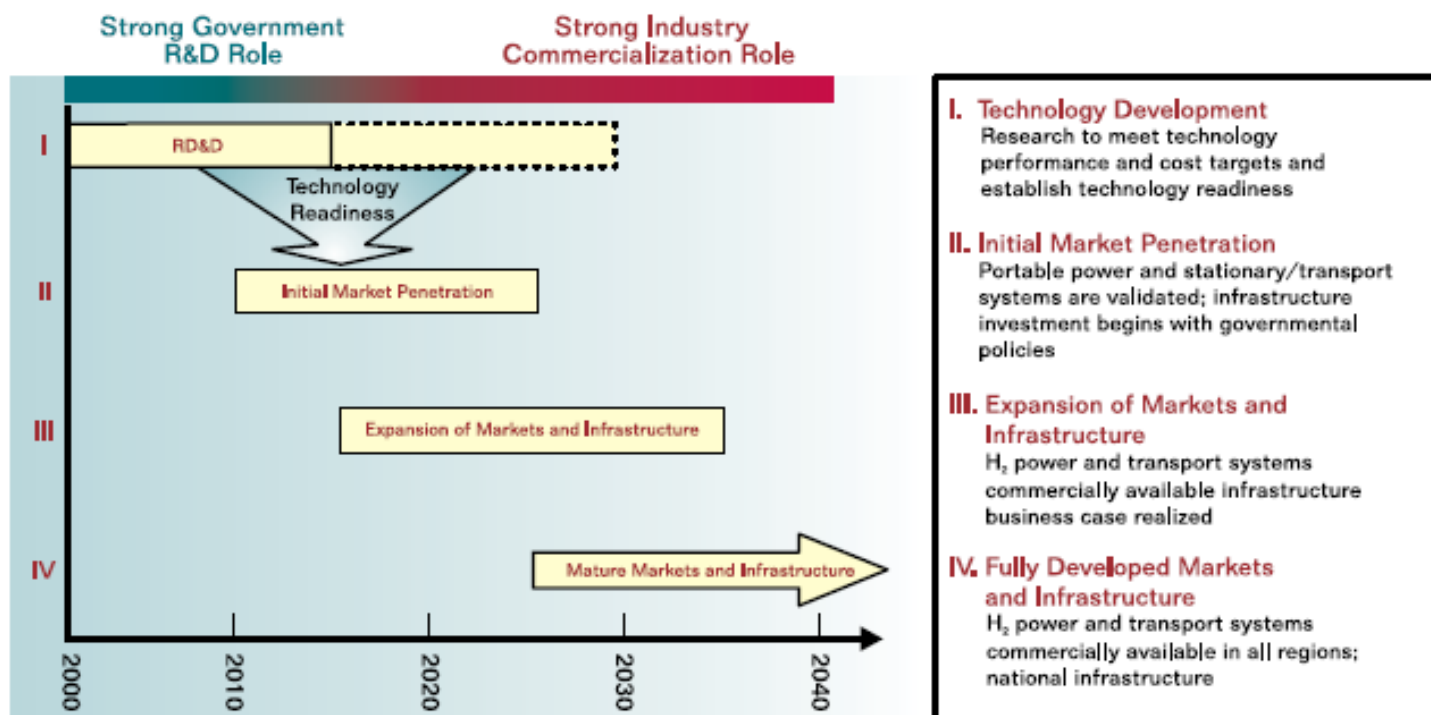 Strong Government
R&D Role
Strong Industry
Commercialization Role
I
RD&D
Technology
Readiness
II
Initial Market Penetration
III
Expansion of Markets and Infrastructure
IV
Mature Markets and Infrastructure
2000
2010
2020
2030
2040
I. Technology Development
Research to meet technology
performance and cost targets and
establish technology readiness
II. Initial Market Penetration
Portable power and stationary/transport
systems are validated; infrastructure
investment begins with governmental
policies
III. Expansion of Markets and
Infrastructure
H₂ power and transport systems
commercially available infrastructure
business case realized
IV. Fully Developed Markets
and Infrastructure
H₂ power and transport systems
commercially available in all regions;
national infrastructure